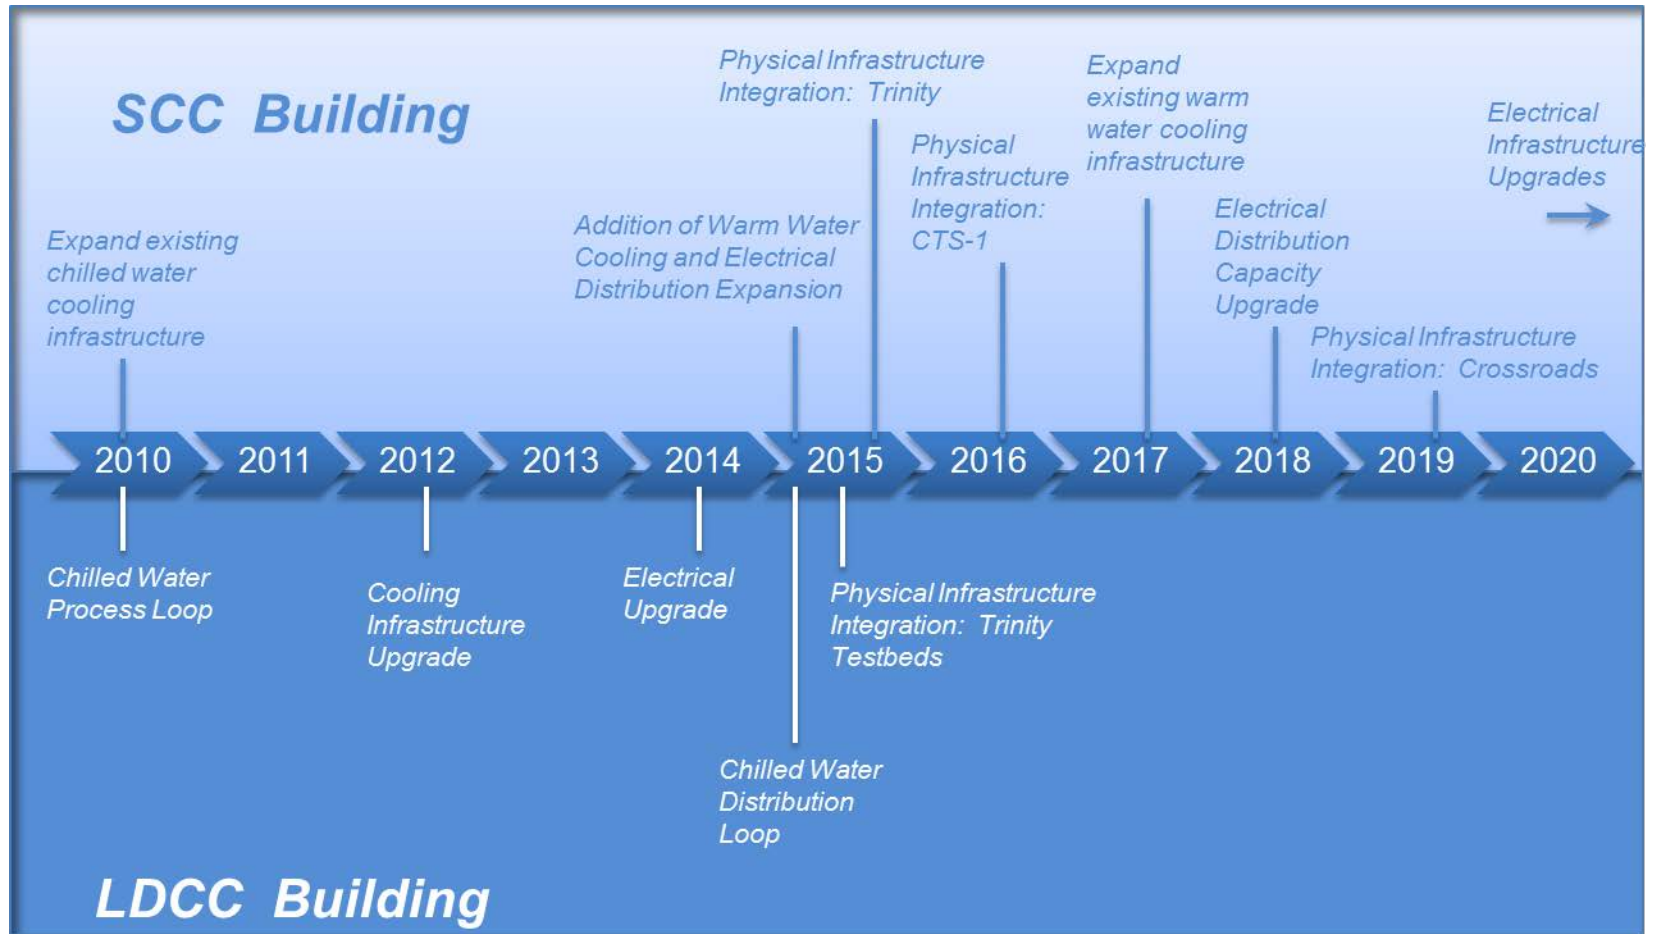 SCC Building
Physical Infrastructure
Integration: Trinity
Expand
existing warm
water cooling
infrastructure
Electrical
Infrastructure
Upgrades
Physical
Infrastructure
Integration:
CTS-1
Addition of Warm Water
Cooling and Electrical
Distribution Expansion
Electrical
Distribution
Capacity
Upgrade
Expand existing
chilled water
cooling
infrastructure
Physical Infrastructure
Integration: Crossroads
2010 2011 2012 2013 2014 2015 2016 2017 2018 2019 2020
Chilled Water
Process Loop
Cooling
Infrastructure
Upgrade
Electrical
Upgrade
Physical Infrastructure
Integration: Trinity
Testbeds
Chilled Water
Distribution
Loop
LDCC Building